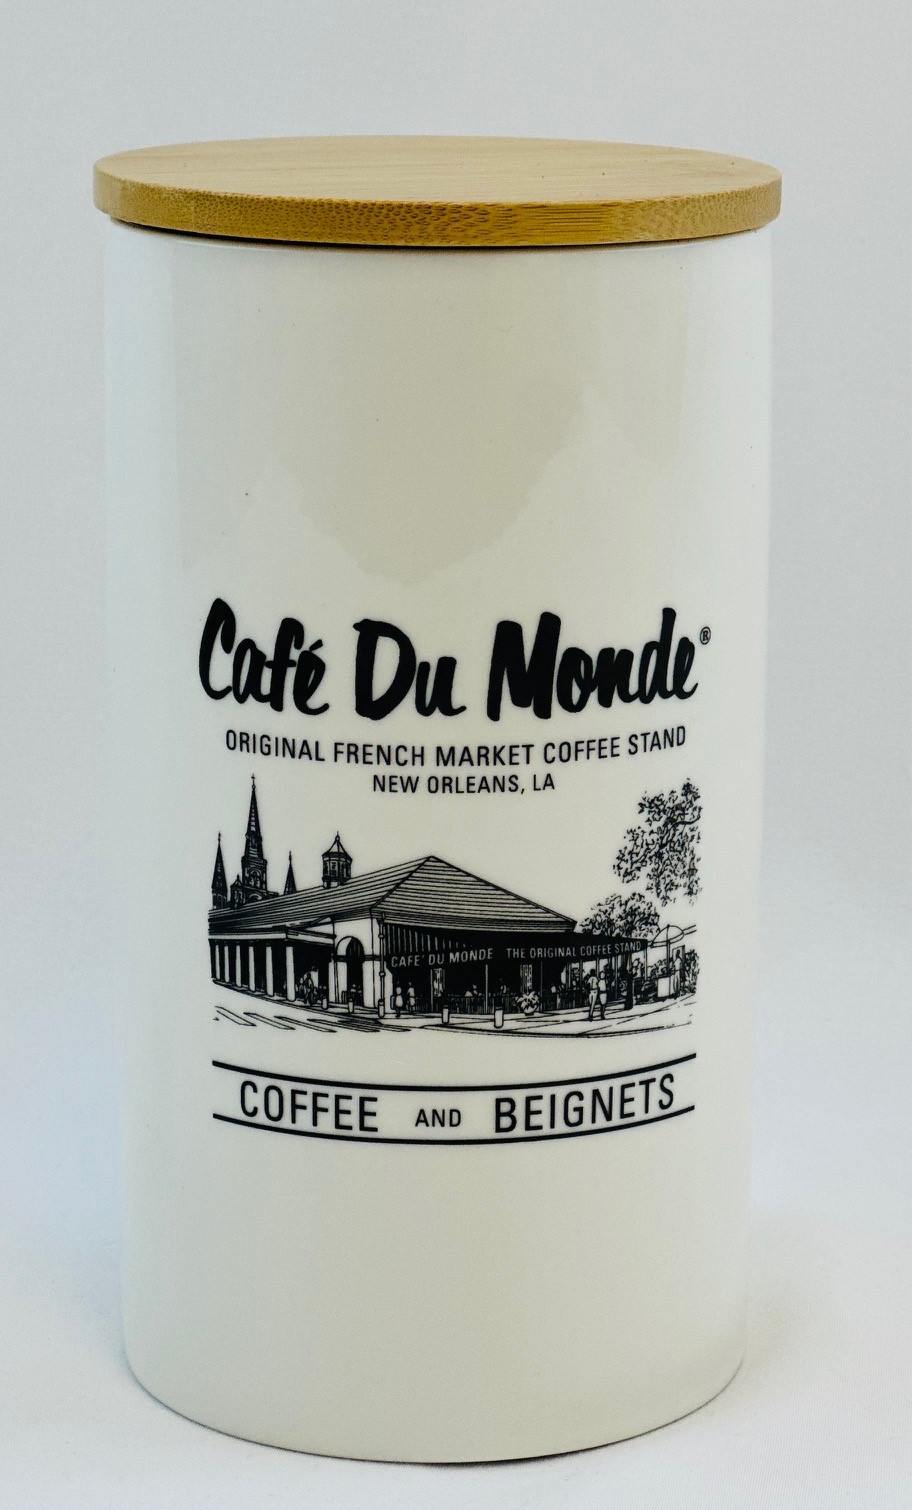 Café Du Monde®
ORIGINAL FRENCH MARKET COFFEE STAND
NEW ORLEANS, LA
CAFE' DU MONDE THE ORIGINAL COFFEE STAND
COFFEE AND BEIGNETS